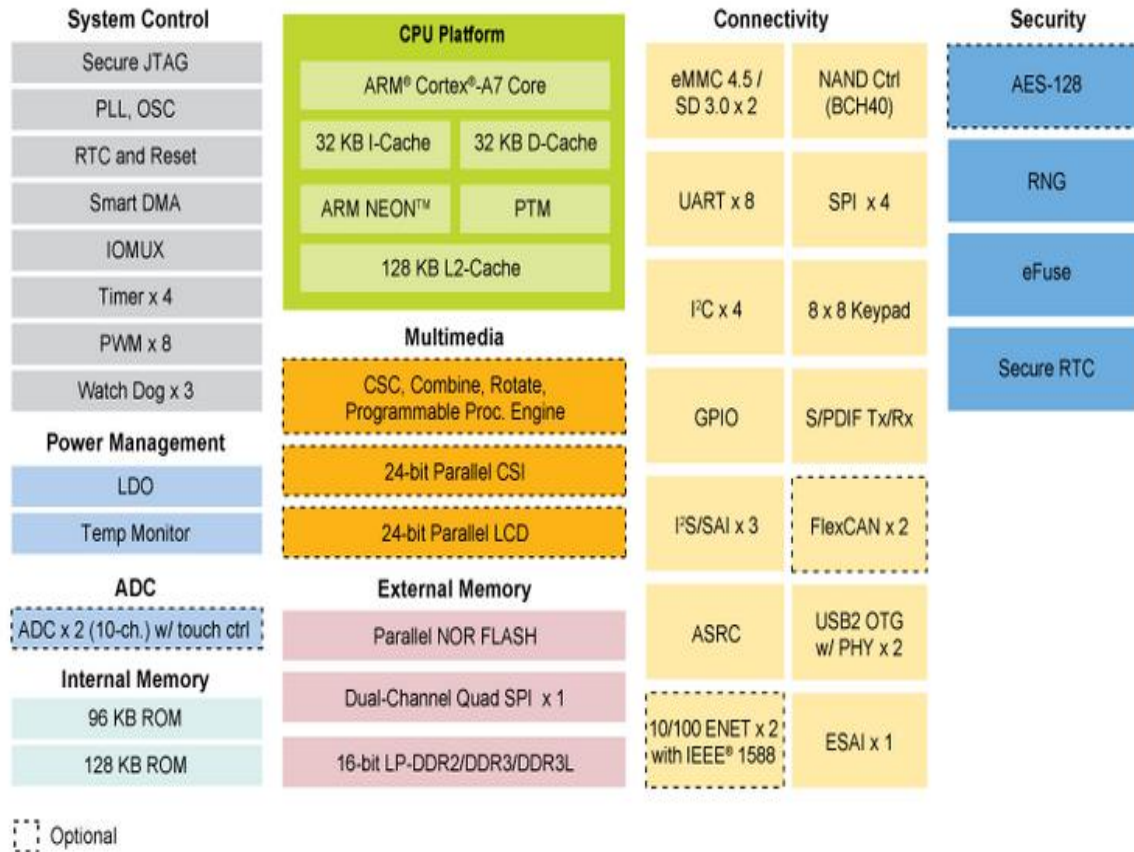 System Control
Secure JTAG
PLL, OSC
RTC and Reset
Smart DMA
IOMUX
Timer x 4
PWM x 8
Watch Dog x 3
Power Management
LDO
Temp Monitor
ADC
ADC x 2 (10-ch.) w/ touch ctrl
Internal Memory
96 KB ROM
128 KB ROM
CPU Platform
ARM® Cortex®-A7 Core
32 KB I-Cache
32 KB D-Cache
ARM NEON™
PTM
128 KB L2-Cache
Multimedia
CSC, Combine, Rotate,
Programmable Proc. Engine
24-bit Parallel CSI
24-bit Parallel LCD
External Memory
Parallel NOR FLASH
Dual-Channel Quad SPI x 1
16-bit LP-DDR2/DDR3/DDR3L
Connectivity
eMMC 4.5 /
SD 3.0 x 2
NAND Ctrl
(BCH40)
UART x 8
SPI x 4
I²C x 4
8 x 8 Keypad
GPIO
S/PDIF Tx/Rx
I²S/SAI x 3
FlexCAN x 2
ASRC
USB2 OTG
w/ PHY x 2
10/100 ENET x 2
with IEEE® 1588
ESAI x 1
Security
AES-128
RNG
eFuse
Secure RTC
Optional